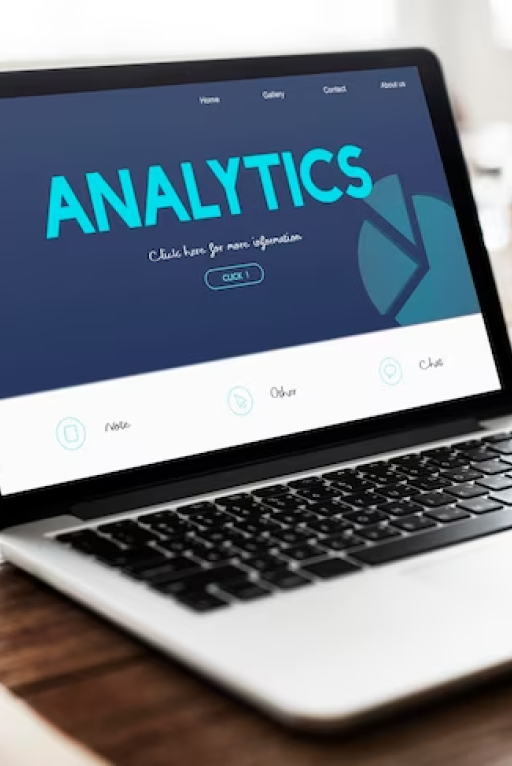 Home Gallery Contact About us
ANALYTICS
Click here for more information
CLICK !
Note Other Chat